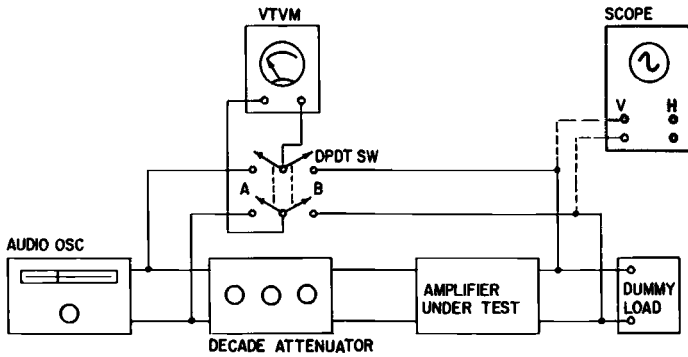 VTVM
SCOPE
V H
DPDT SW
A B
AUDIO OSC
AMPLIFIER
UNDER TEST
DUMMY
LOAD
DECADE ATTENUATOR